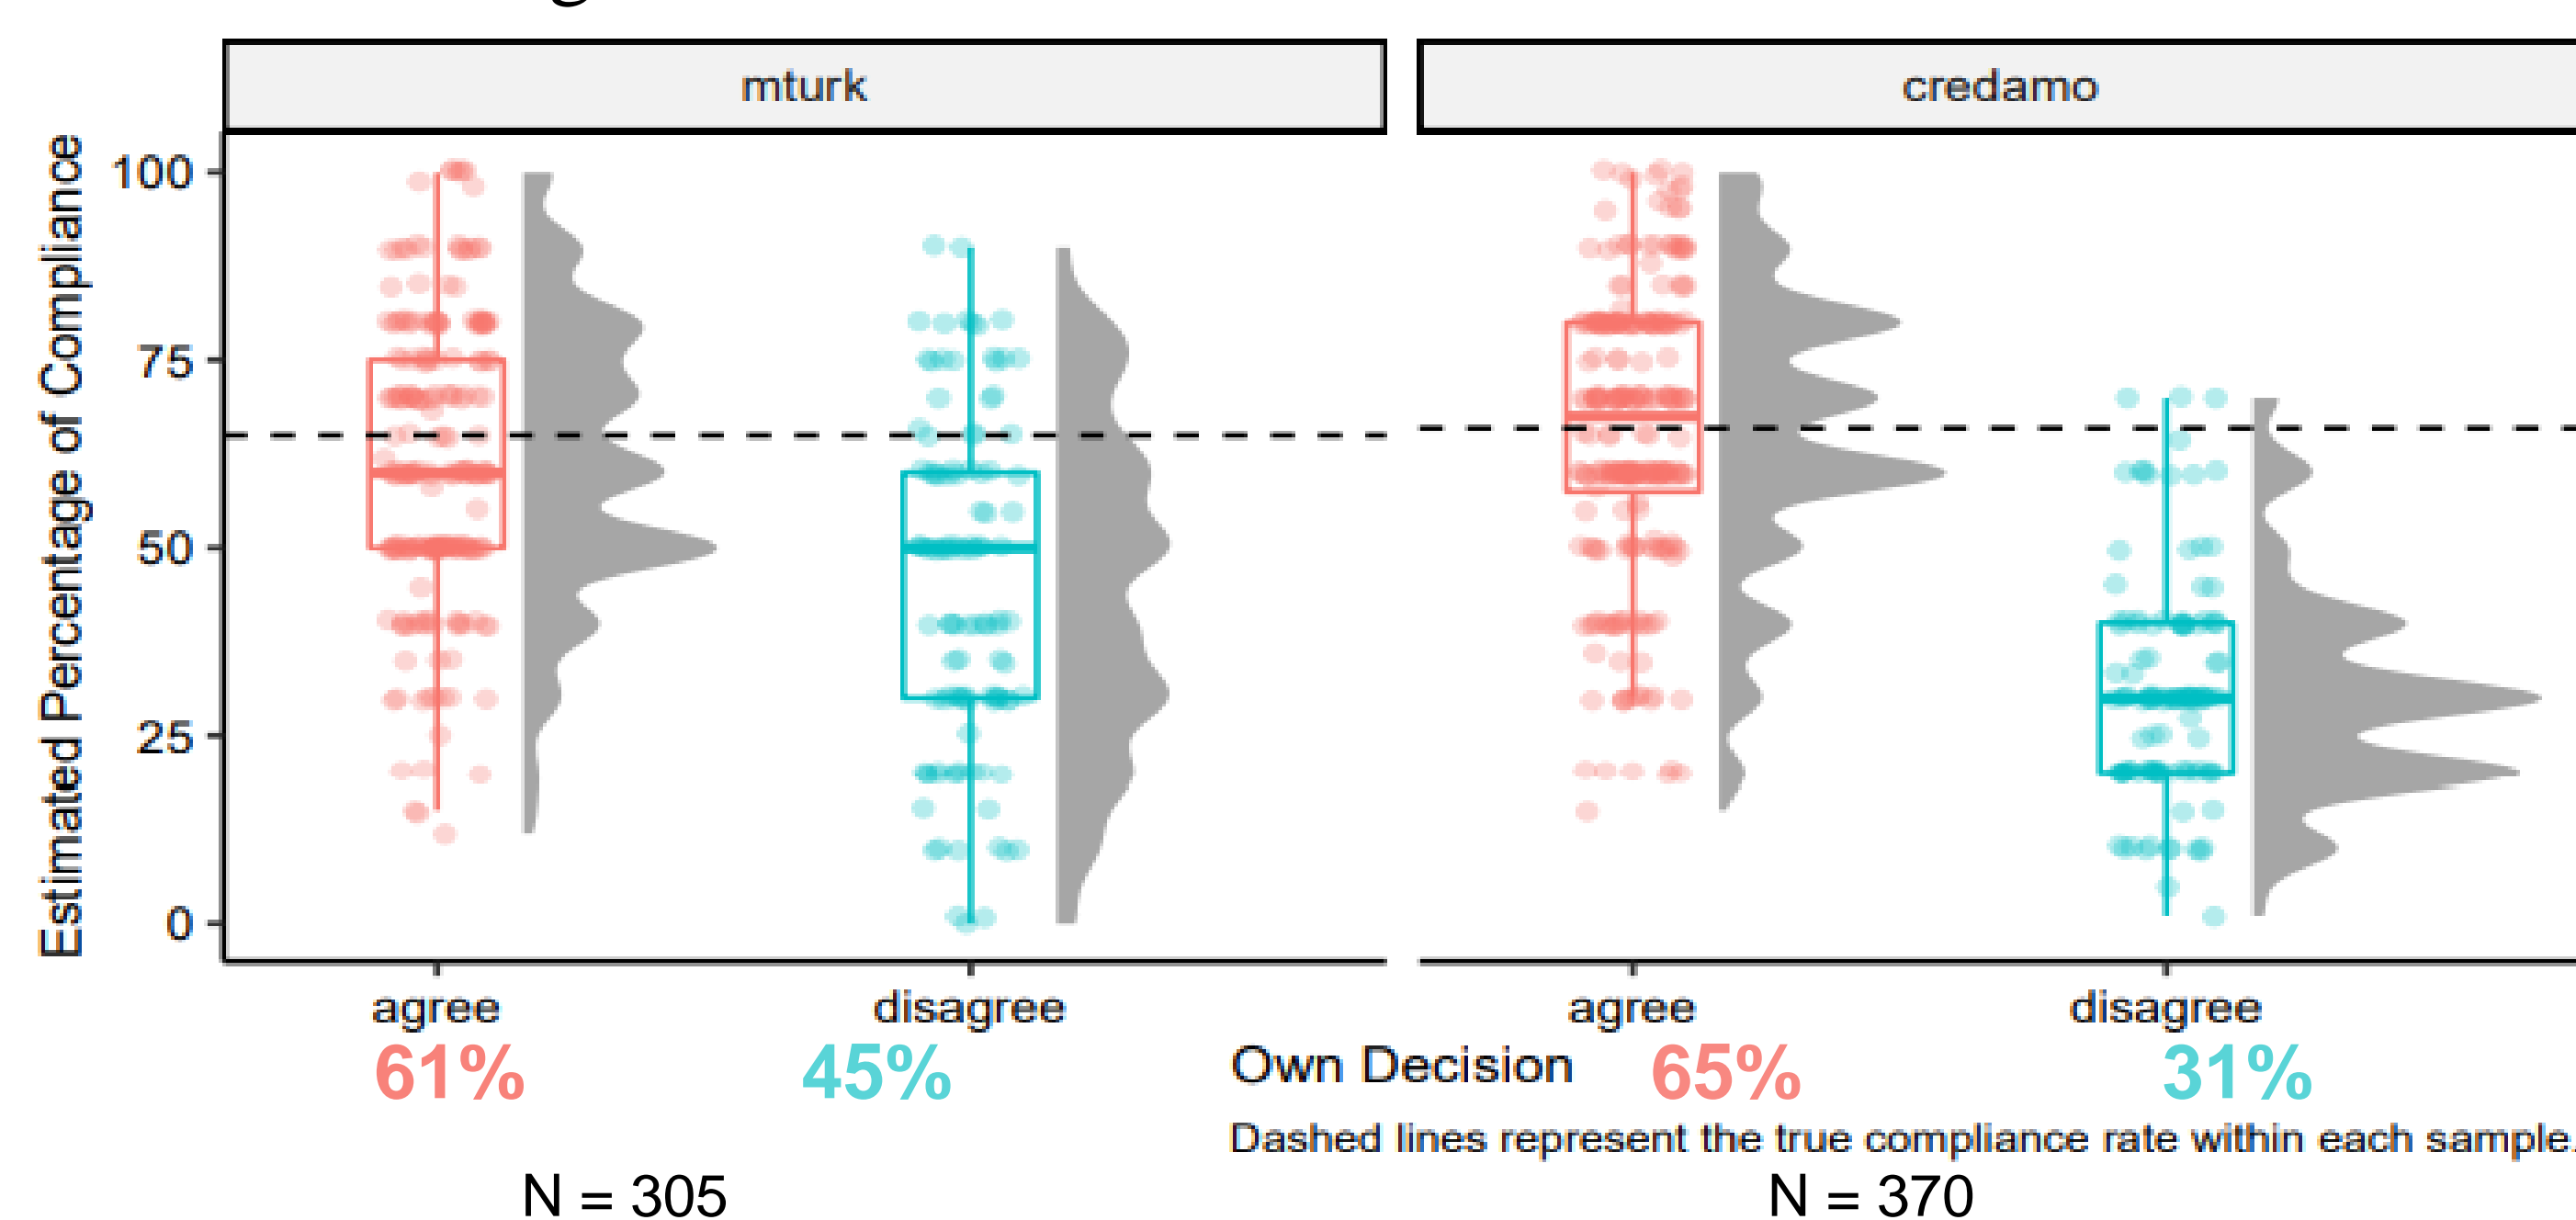 mturk
credamo
Estimated Percentage of Compliance
100
75
50
25
0
agree
disagree
agree
disagree
61%
45%
Own Decision
65%
31%
Dashed lines represent the true compliance rate within each sample.
N = 305
N = 370